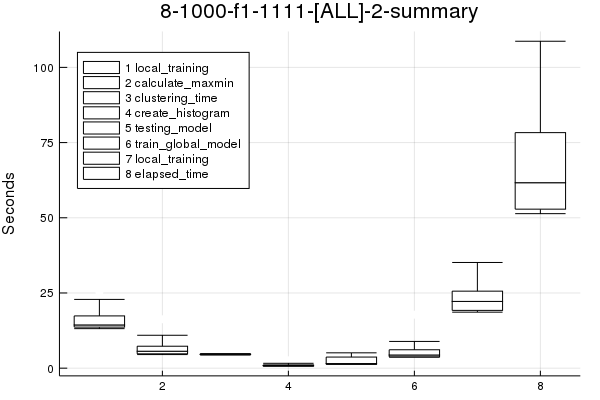 8-1000-f1-1111-[ALL]-2-summary
1 local_training
2 calculate_maxmin
3 clustering_time
4 create_histogram
5 testing_model
6 train_global_model
7 local_training
8 elapsed_time
Seconds
100
75
50
25
0
2 4 6 8